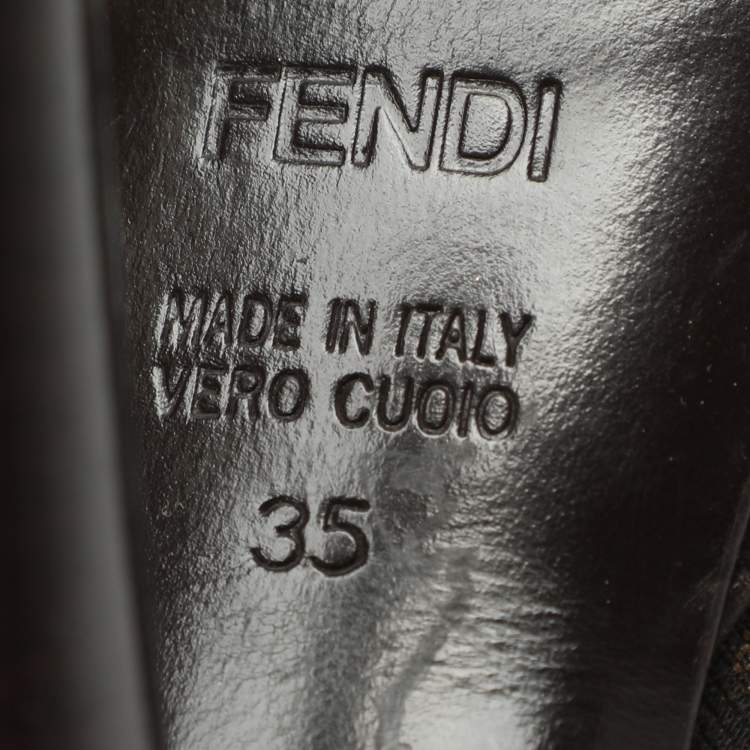 FENDI
MADE IN ITALY
VERO CUOIO
35